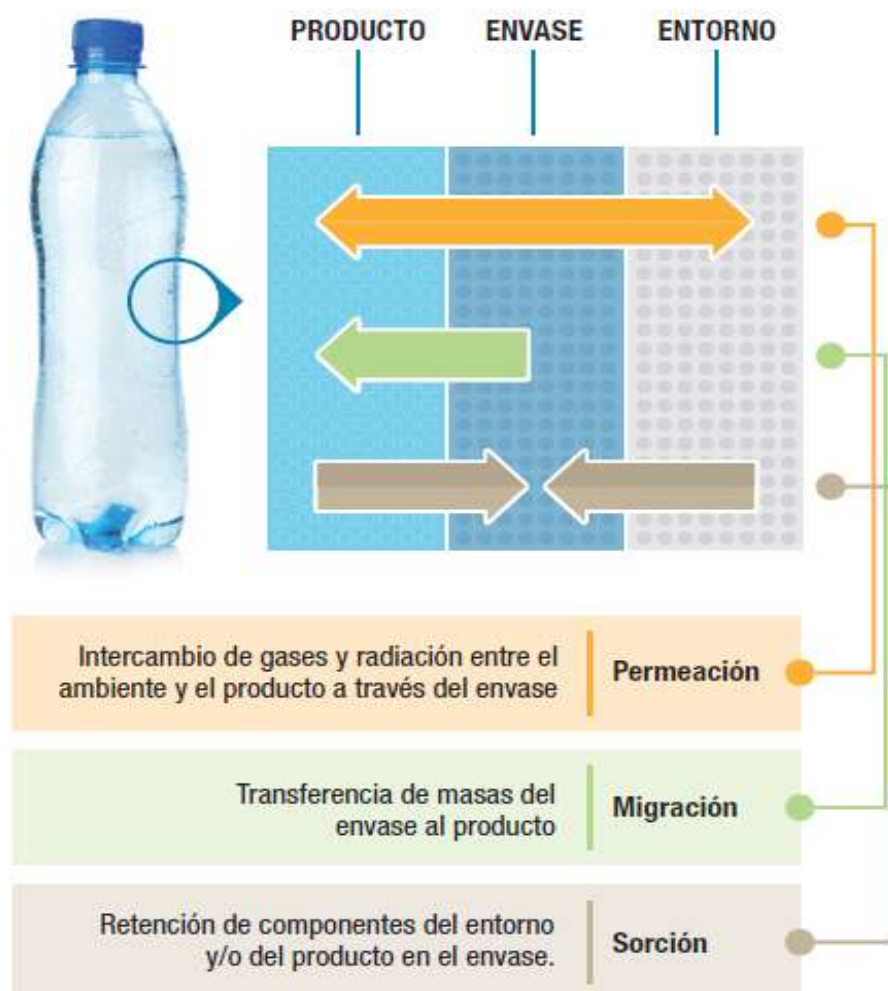 PRODUCTO ENVASE ENTORNO
Intercambio de gases y radiación entre el
ambiente y el producto a través del envase
Permeación
Transferencia de masas del
envase al producto
Migración
Retención de componentes del entorno
y/o del producto en el envase.
Sorción